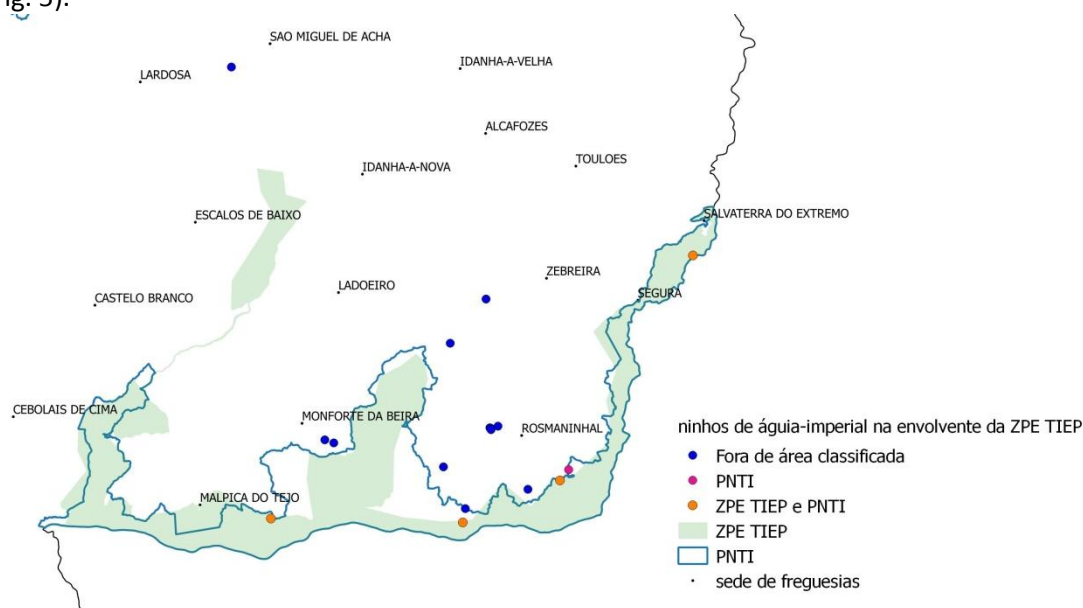 ig. 5).
SAO MIGUEL DE ACHA
IDANHA-A-VELHA
LARDOSA
ALCAFOZES
TOULOES
IDANHA-A-NOVA
ESCALOS DE BAIXO
SALVATERRA DO EXTREMO
ZEBREIRA
LADOEIRO
SEGURA
CASTELO BRANCO
CEBOLAIS DE CIMA
MONFORTE DA BEIRA
ROSMANINHAL
MALPICA DO TEJO
ninhos de águia-imperial na envolvente da ZPE TIEP
Fora de área classificada
PNTI
ZPE TIEP e PNTI
ZPE TIEP
PNTI
sede de freguesias